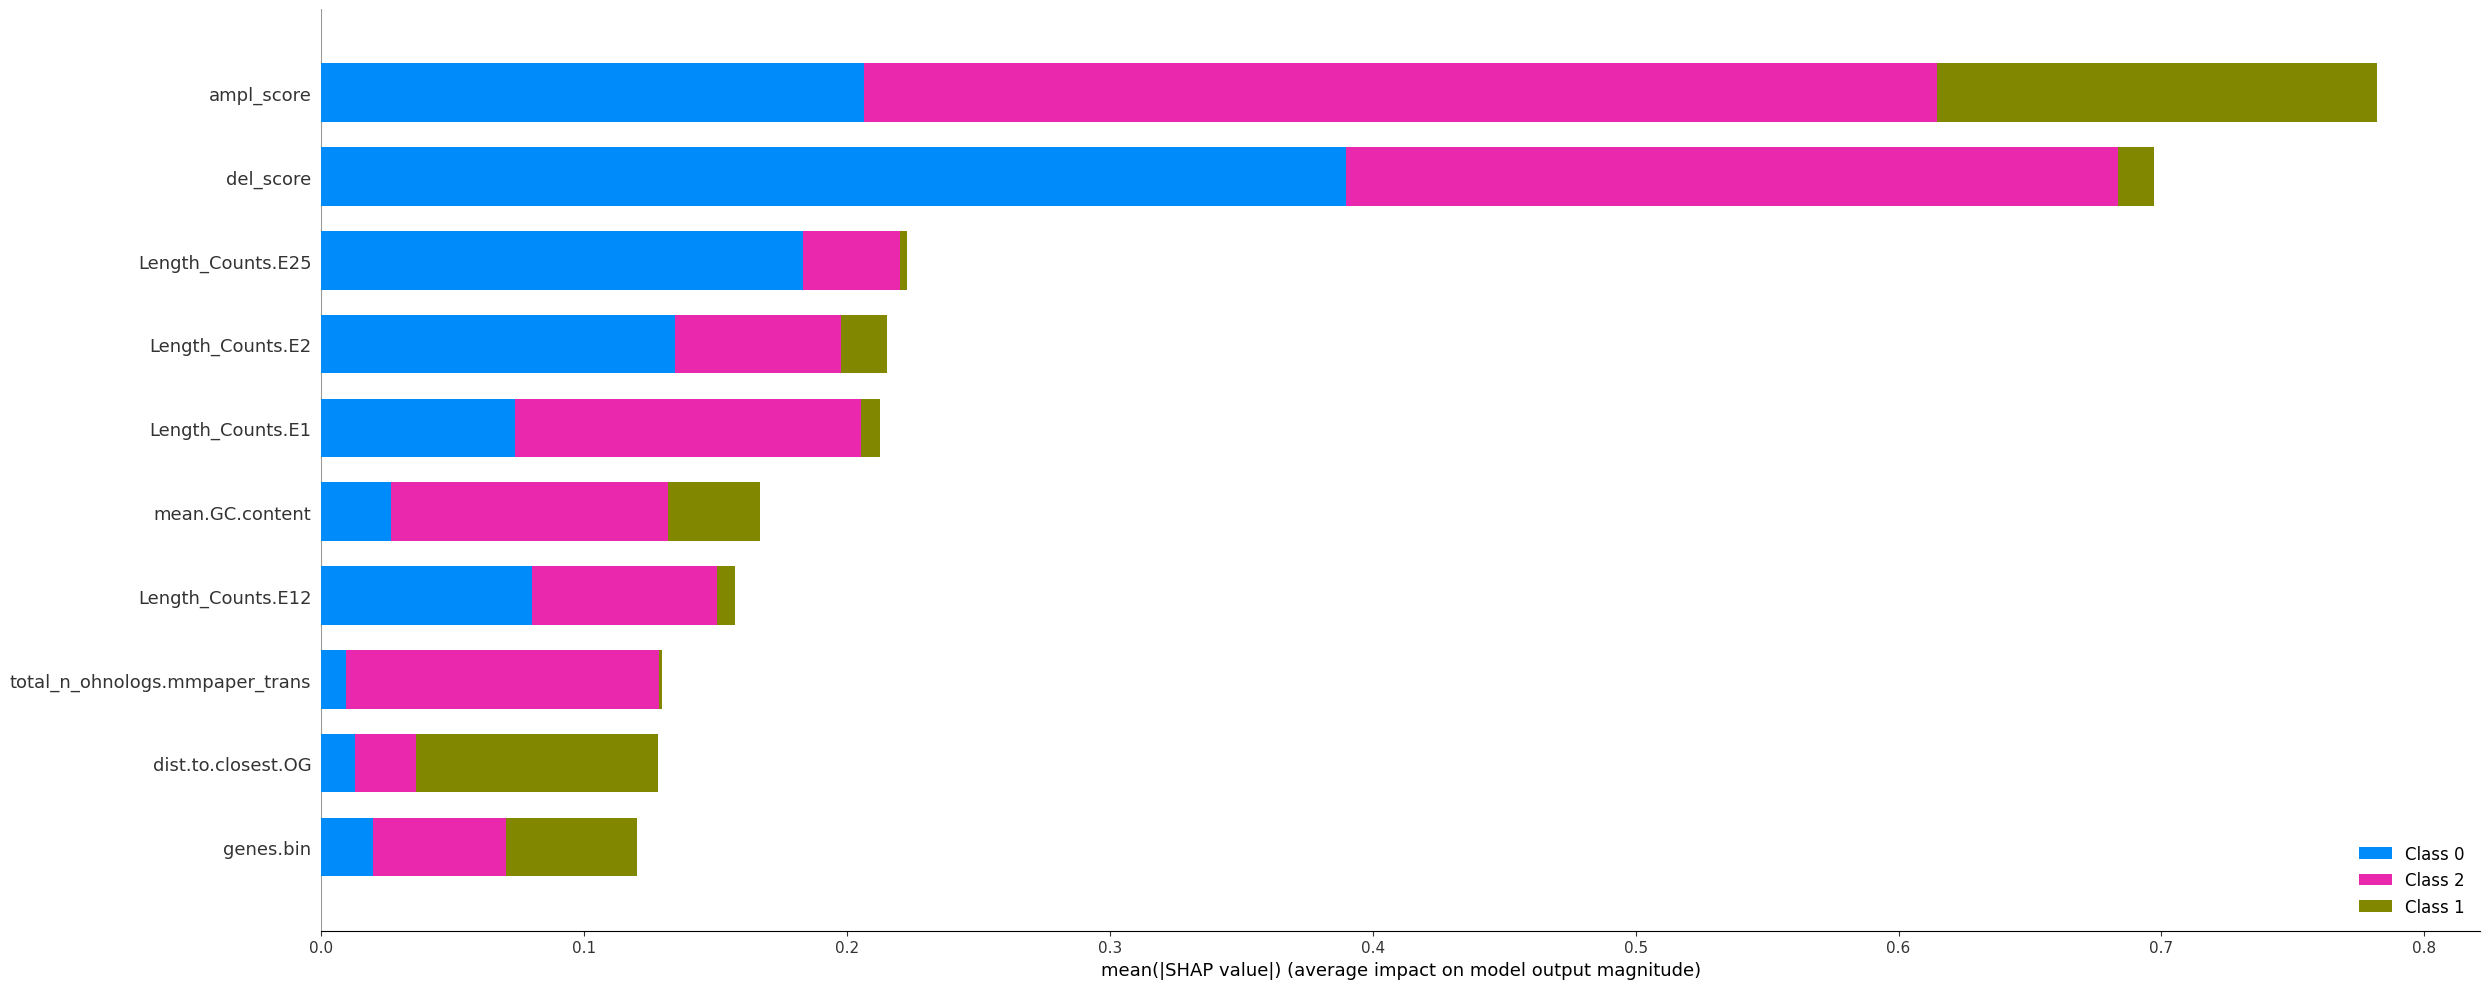 ampl_score
del_score
Length_Counts.E25
Length_Counts.E2
Length_Counts.E1
mean.GC.content
Length_Counts.E12
total_n_ohnologs.mmpaper_trans
dist.to.closest.OG
genes.bin
Class 0
Class 2
Class 1
0.0 0.1 0.2 0.3 0.4 0.5 0.6 0.7 0.8
mean(|SHAP value|) (average impact on model output magnitude)